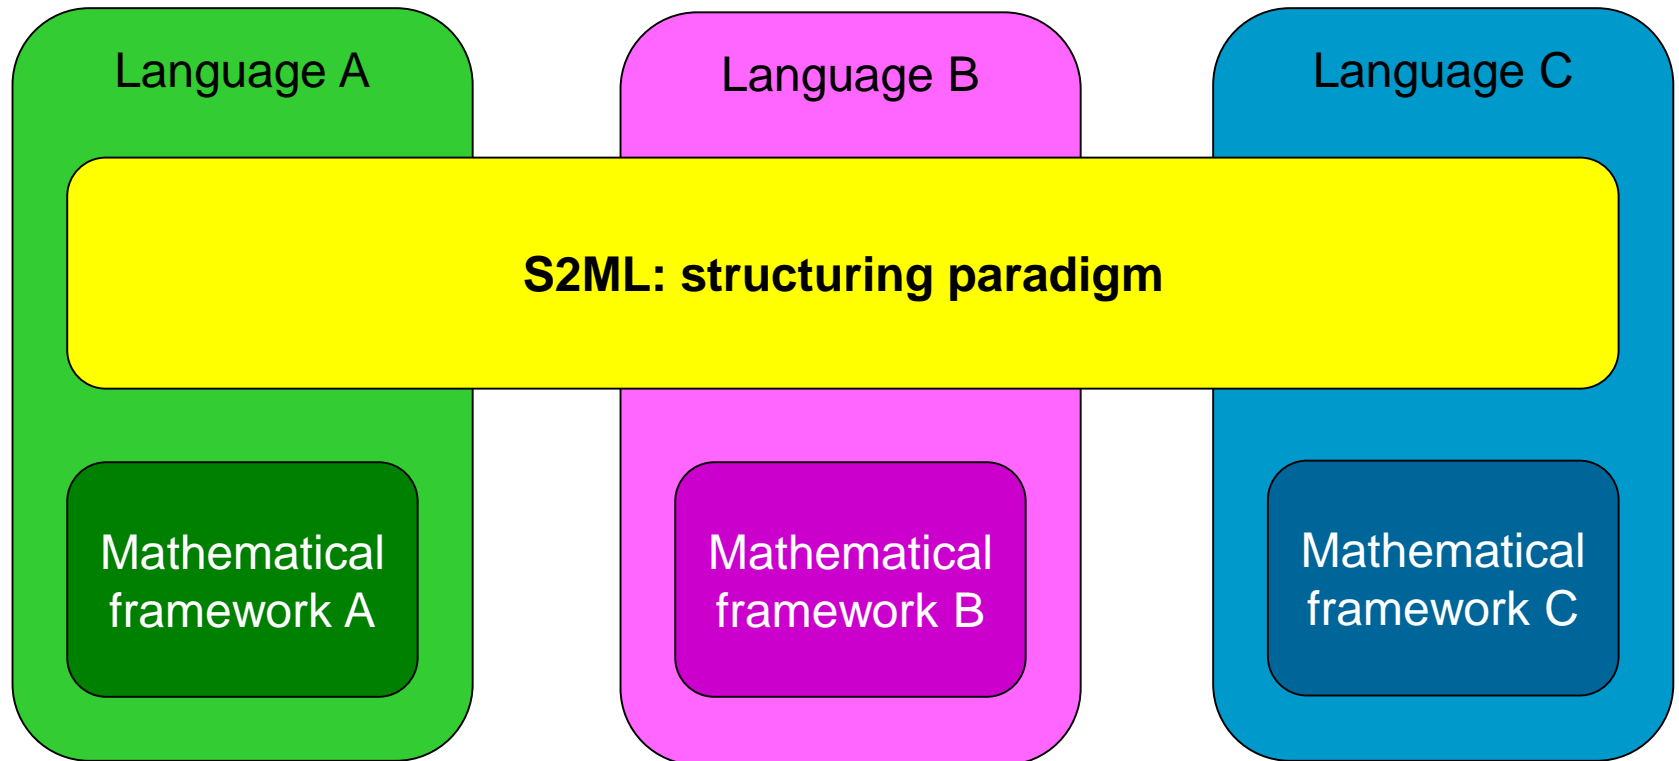 Language A
Language B
Language C
S2ML: structuring paradigm
Mathematical
framework A
Mathematical
framework B
Mathematical
framework C